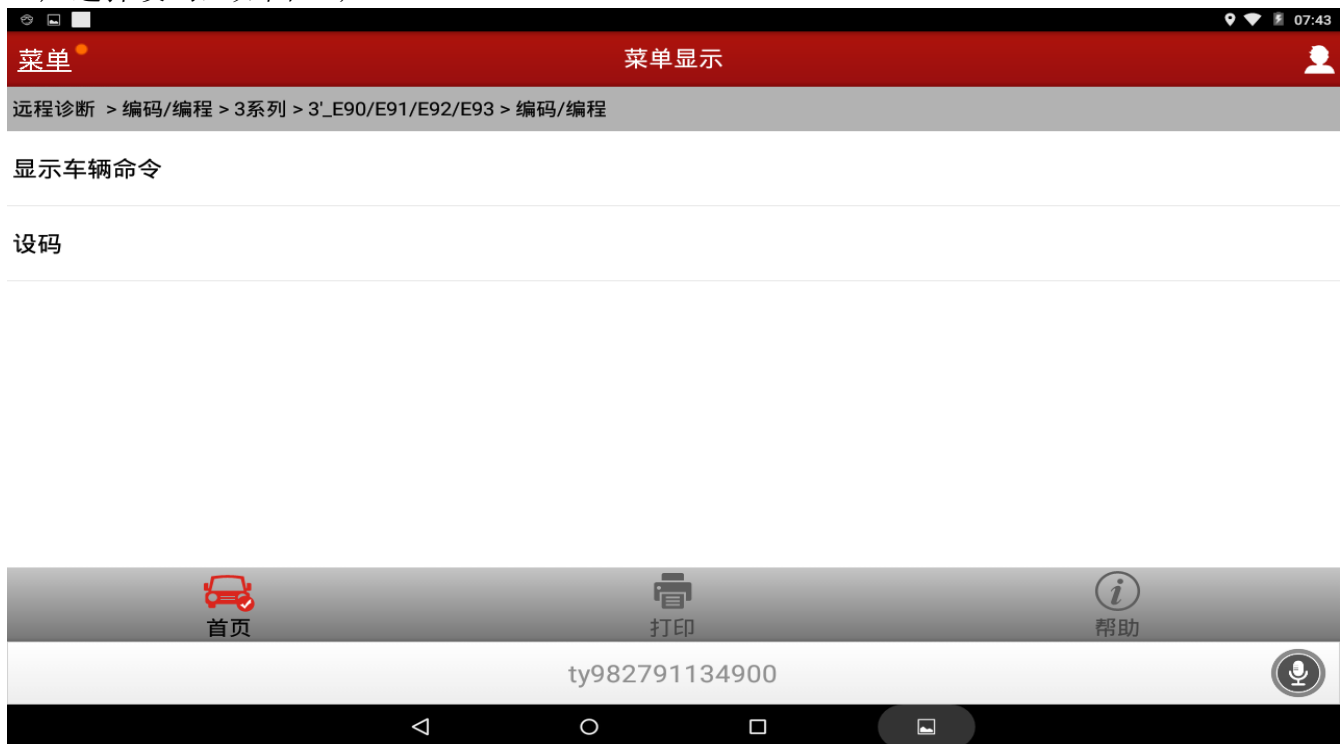 07:43
菜单
菜单显示
远程诊断 > 编码/编程 > 3系列 > 3'_E90/E91/E92/E93 > 编码/编程
显示车辆命令
设码
首页
打印
帮助
ty982791134900